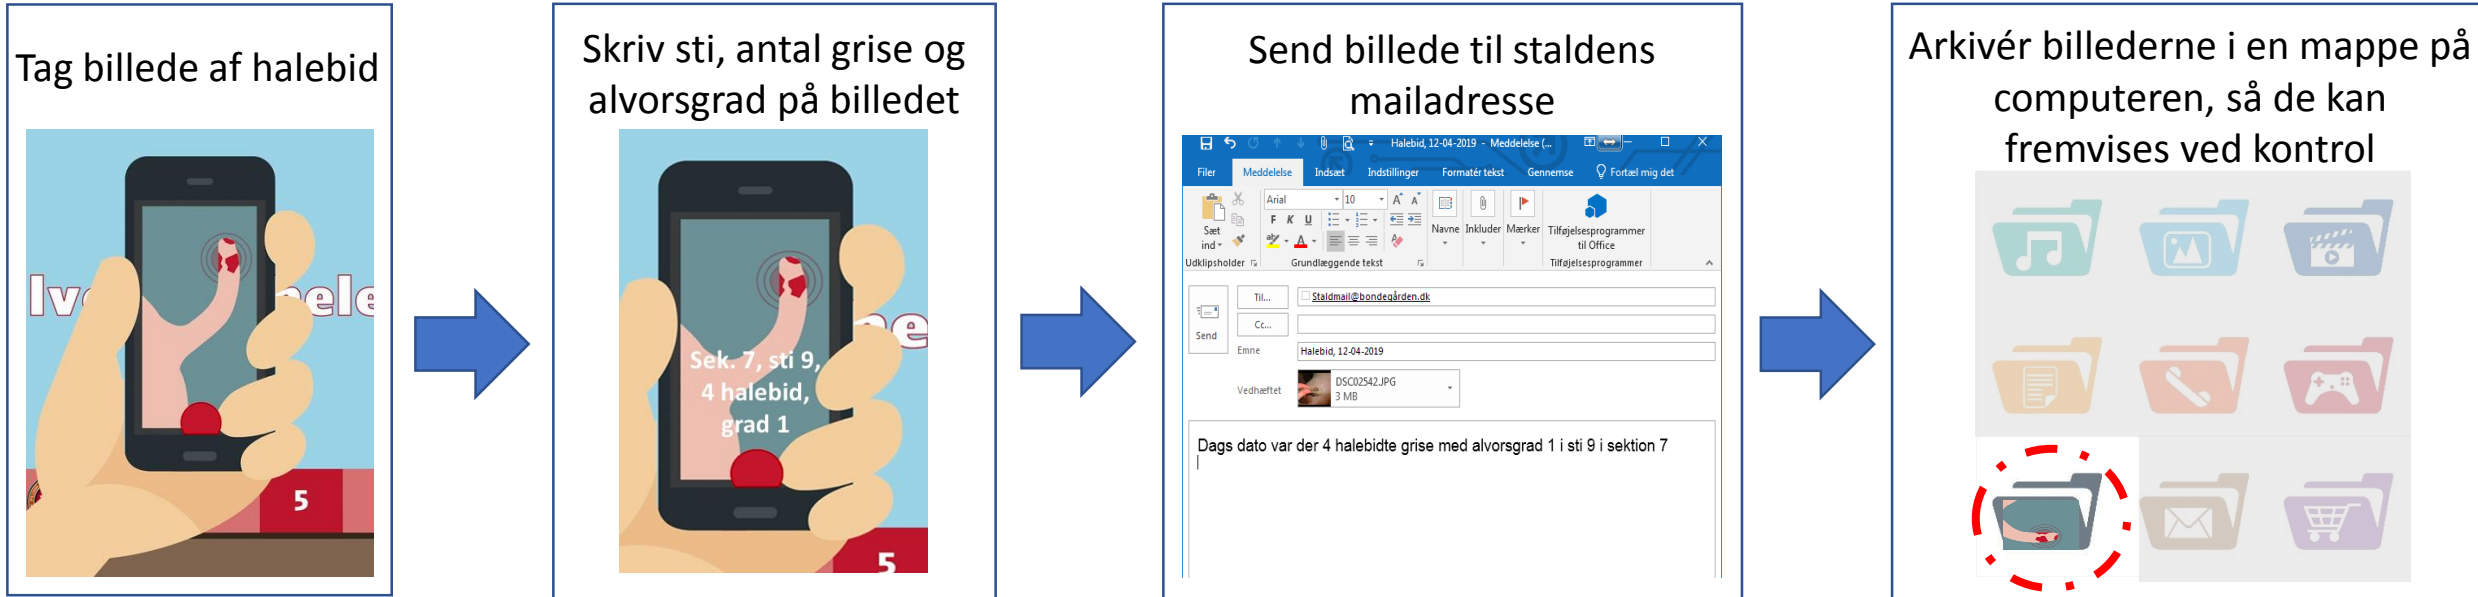 Tag billede af halebid
lv
ele
5
Skriv sti, antal grise og
alvorsgrad på billedet
Sek. 7, sti 9,
4 halebid,
grad 1
5
Send billede til staldens
mailadresse
Halebid, 12-04-2019 - Meddelelse (...
Filer Meddelelse Indsæt Indstillinger Formatér tekst Gennemse Fortæl mig det
Arial 10 A A
F K U
Sæt
ind
aby A
Navne Inkluder Mærker Tilføjelsesprogrammer
til Office
Udklipsholder Grundlæggende tekst Tilføjelsesprogrammer
Til... Staldmail@bondegården.dk
Cc...
Send
Emne Halebid, 12-04-2019
Vedhæftet DSC02542.JPG
3 MB
Dags dato var der 4 halebidte grise med alvorsgrad 1 i sti 9 i sektion 7
Arkivér billederne i en mappe på
computeren, så de kan
fremvises ved kontrol